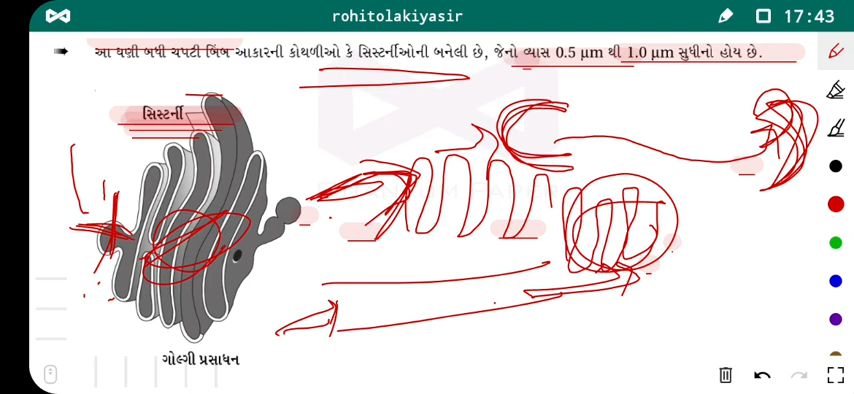 rohitolakiyasir
17:43
આ ઘણી બધી ચપટી બિંબ આકારની કોથળીઓ કે સિસ્ટર્નીઓની બનેલી છે, જેનો વ્યાસ 0.5 µm થી 1.0 µm સુધીનો હોય છે.
સિસ્ટર્ની
ગોલ્ગી પ્રસાધન